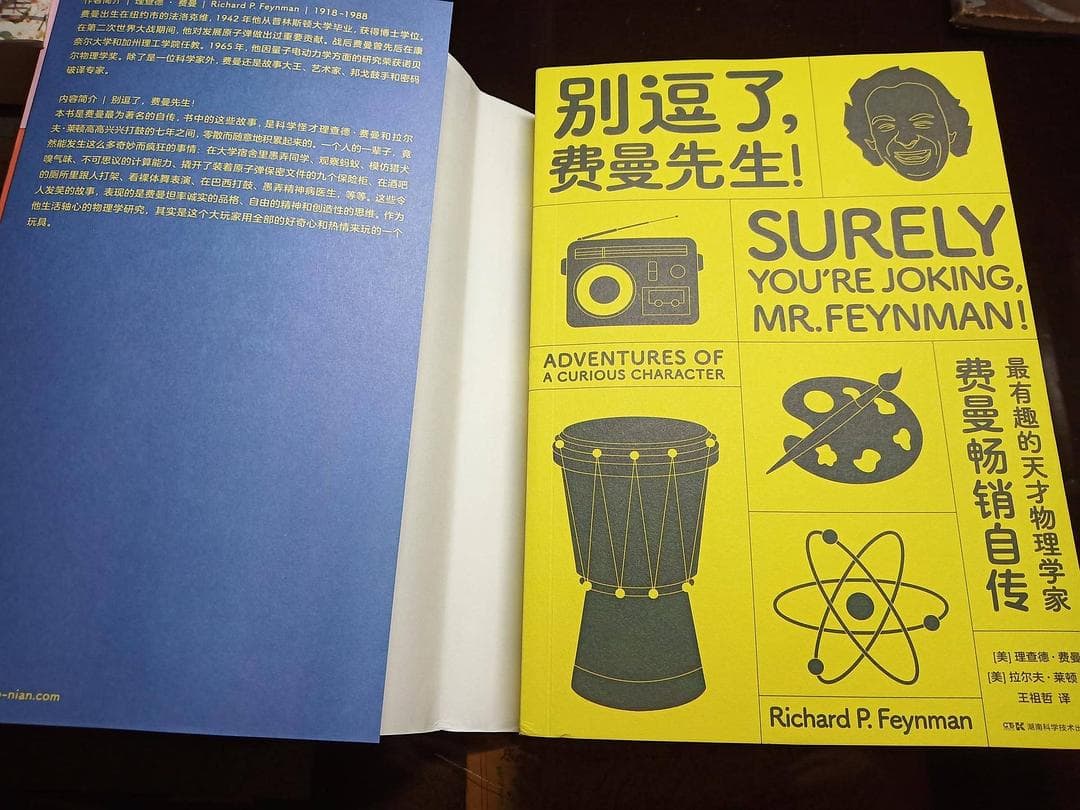 作者简介 | 理查德 · 费曼 | Richard P. Feynman | 1918-1988
费曼出生在纽约市的法洛克维，1942 年他从普林斯顿大学毕业，获得博士学位。
在第二次世界大战期间，他对发展原子弹做出过重要贡献。战后费曼曾先后在康
奈尔大学和加州理工学院任教。1965 年，他因量子电动力学方面的研究荣获诺贝
尔物理学奖。除了是一位科学家外，费曼还是故事大王、艺术家、邦戈鼓手和密码
破译专家。
内容简介 | 别逗了，费曼先生！
本书是费曼最为著名的自传，书中的这些故事，是科学怪才理查德·费曼和拉尔
夫·莱顿高高兴兴打鼓的七年之间，零散而随意地积累起来的。一个人的一辈子，竟
然能发生这么多奇妙而疯狂的事情：在大学宿舍里愚弄同学、观察蚂蚁、模仿猎犬
嗅气味、不可思议的计算能力、撬开了装着原子弹保密文件的九个保险柜、在酒吧
的厕所里跟人打架、看裸体舞表演、在巴西打鼓、愚弄精神病医生，等等。这些令
人发笑的故事，表现的是费曼坦率诚实的品格、自由的精神和创造性的思维。作为
他生活轴心的物理学研究，其实是这个大玩家用全部的好奇心和热情来玩的一个
玩具。
-nian.com
别逗了，
费曼先生！
SURELY
YOU'RE JOKING,
MR.FEYNMAN!
ADVENTURES OF
A CURIOUS CHARACTER
最有趣的天才物理学家
费曼畅销自传
[美] 理查德·费曼
[美] 拉尔夫·莱顿
王祖哲 译
Richard P. Feynman
湖南科学技术出